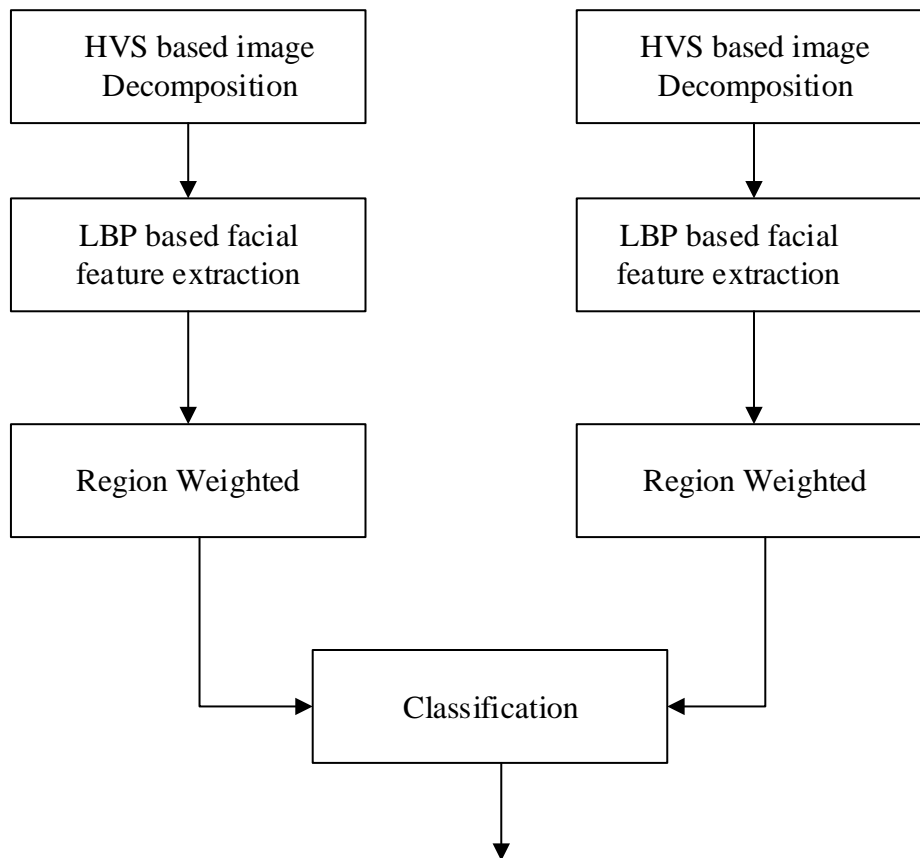 HVS based image
Decomposition
HVS based image
Decomposition
LBP based facial
feature extraction
LBP based facial
feature extraction
Region Weighted
Region Weighted
Classification